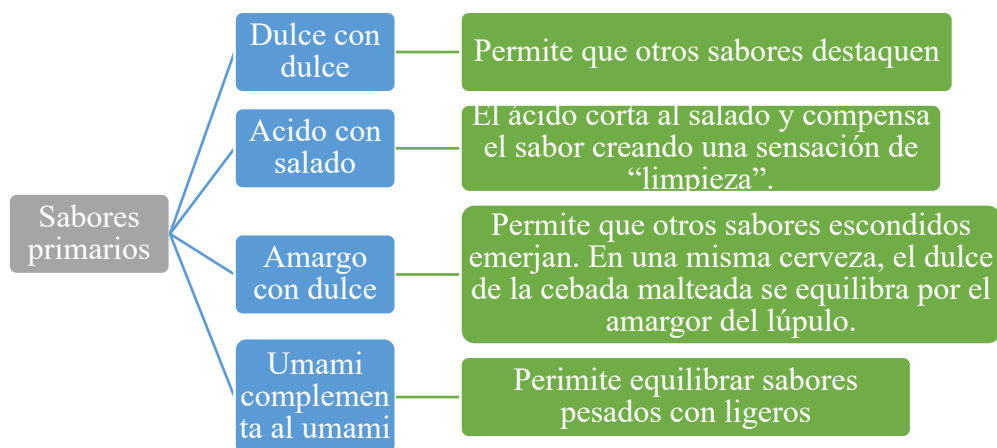 Sabores
primarios
Dulce con
dulce
Permite que otros sabores destaquen
Acido con
salado
El ácido corta al salado y compensa
el sabor creando una sensación de
“limpieza”.
Amargo
con dulce
Permite que otros sabores escondidos
emerjan. En una misma cerveza, el dulce
de la cebada malteada se equilibra por el
amargor del lúpulo.
Umami
complemen
ta al umami
Perimite equilibrar sabores
pesados con ligeros